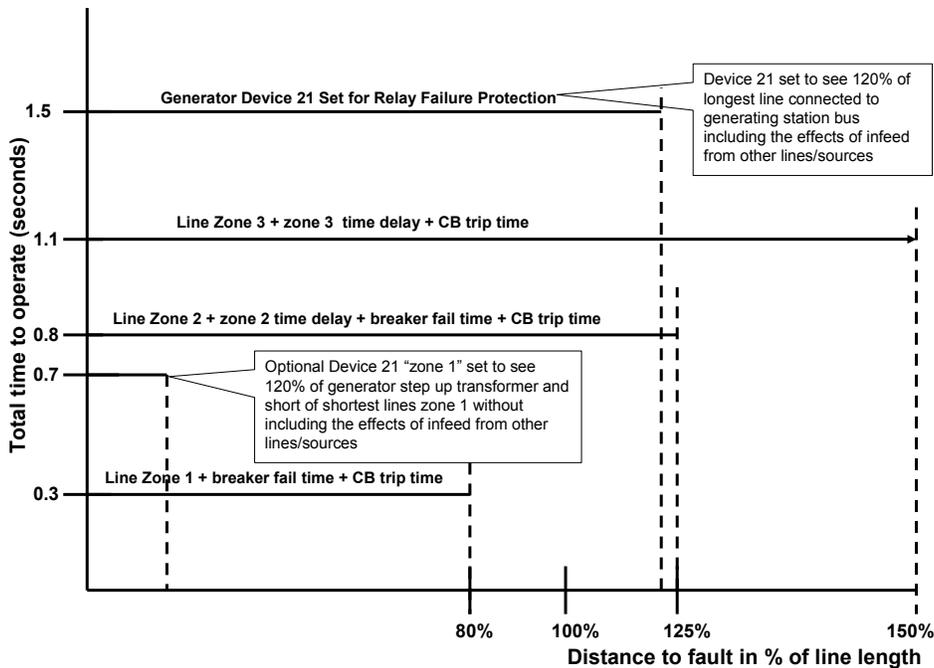 Generator Device 21 Set for Relay Failure Protection
Device 21 set to see 120% of
longest line connected to
generating station bus
including the effects of infeed
from other lines/sources
1.5
Line Zone 3 + zone 3 time delay + CB trip time
1.1
Line Zone 2 + zone 2 time delay + breaker fail time + CB trip time
0.8
0.7
Optional Device 21 “zone 1” set to see
120% of generator step up transformer and
short of shortest lines zone 1 without
including the effects of infeed from other
lines/sources
Line Zone 1 + breaker fail time + CB trip time
0.3
Total time to operate (seconds)
80%
100%
125%
150%
Distance to fault in % of line length